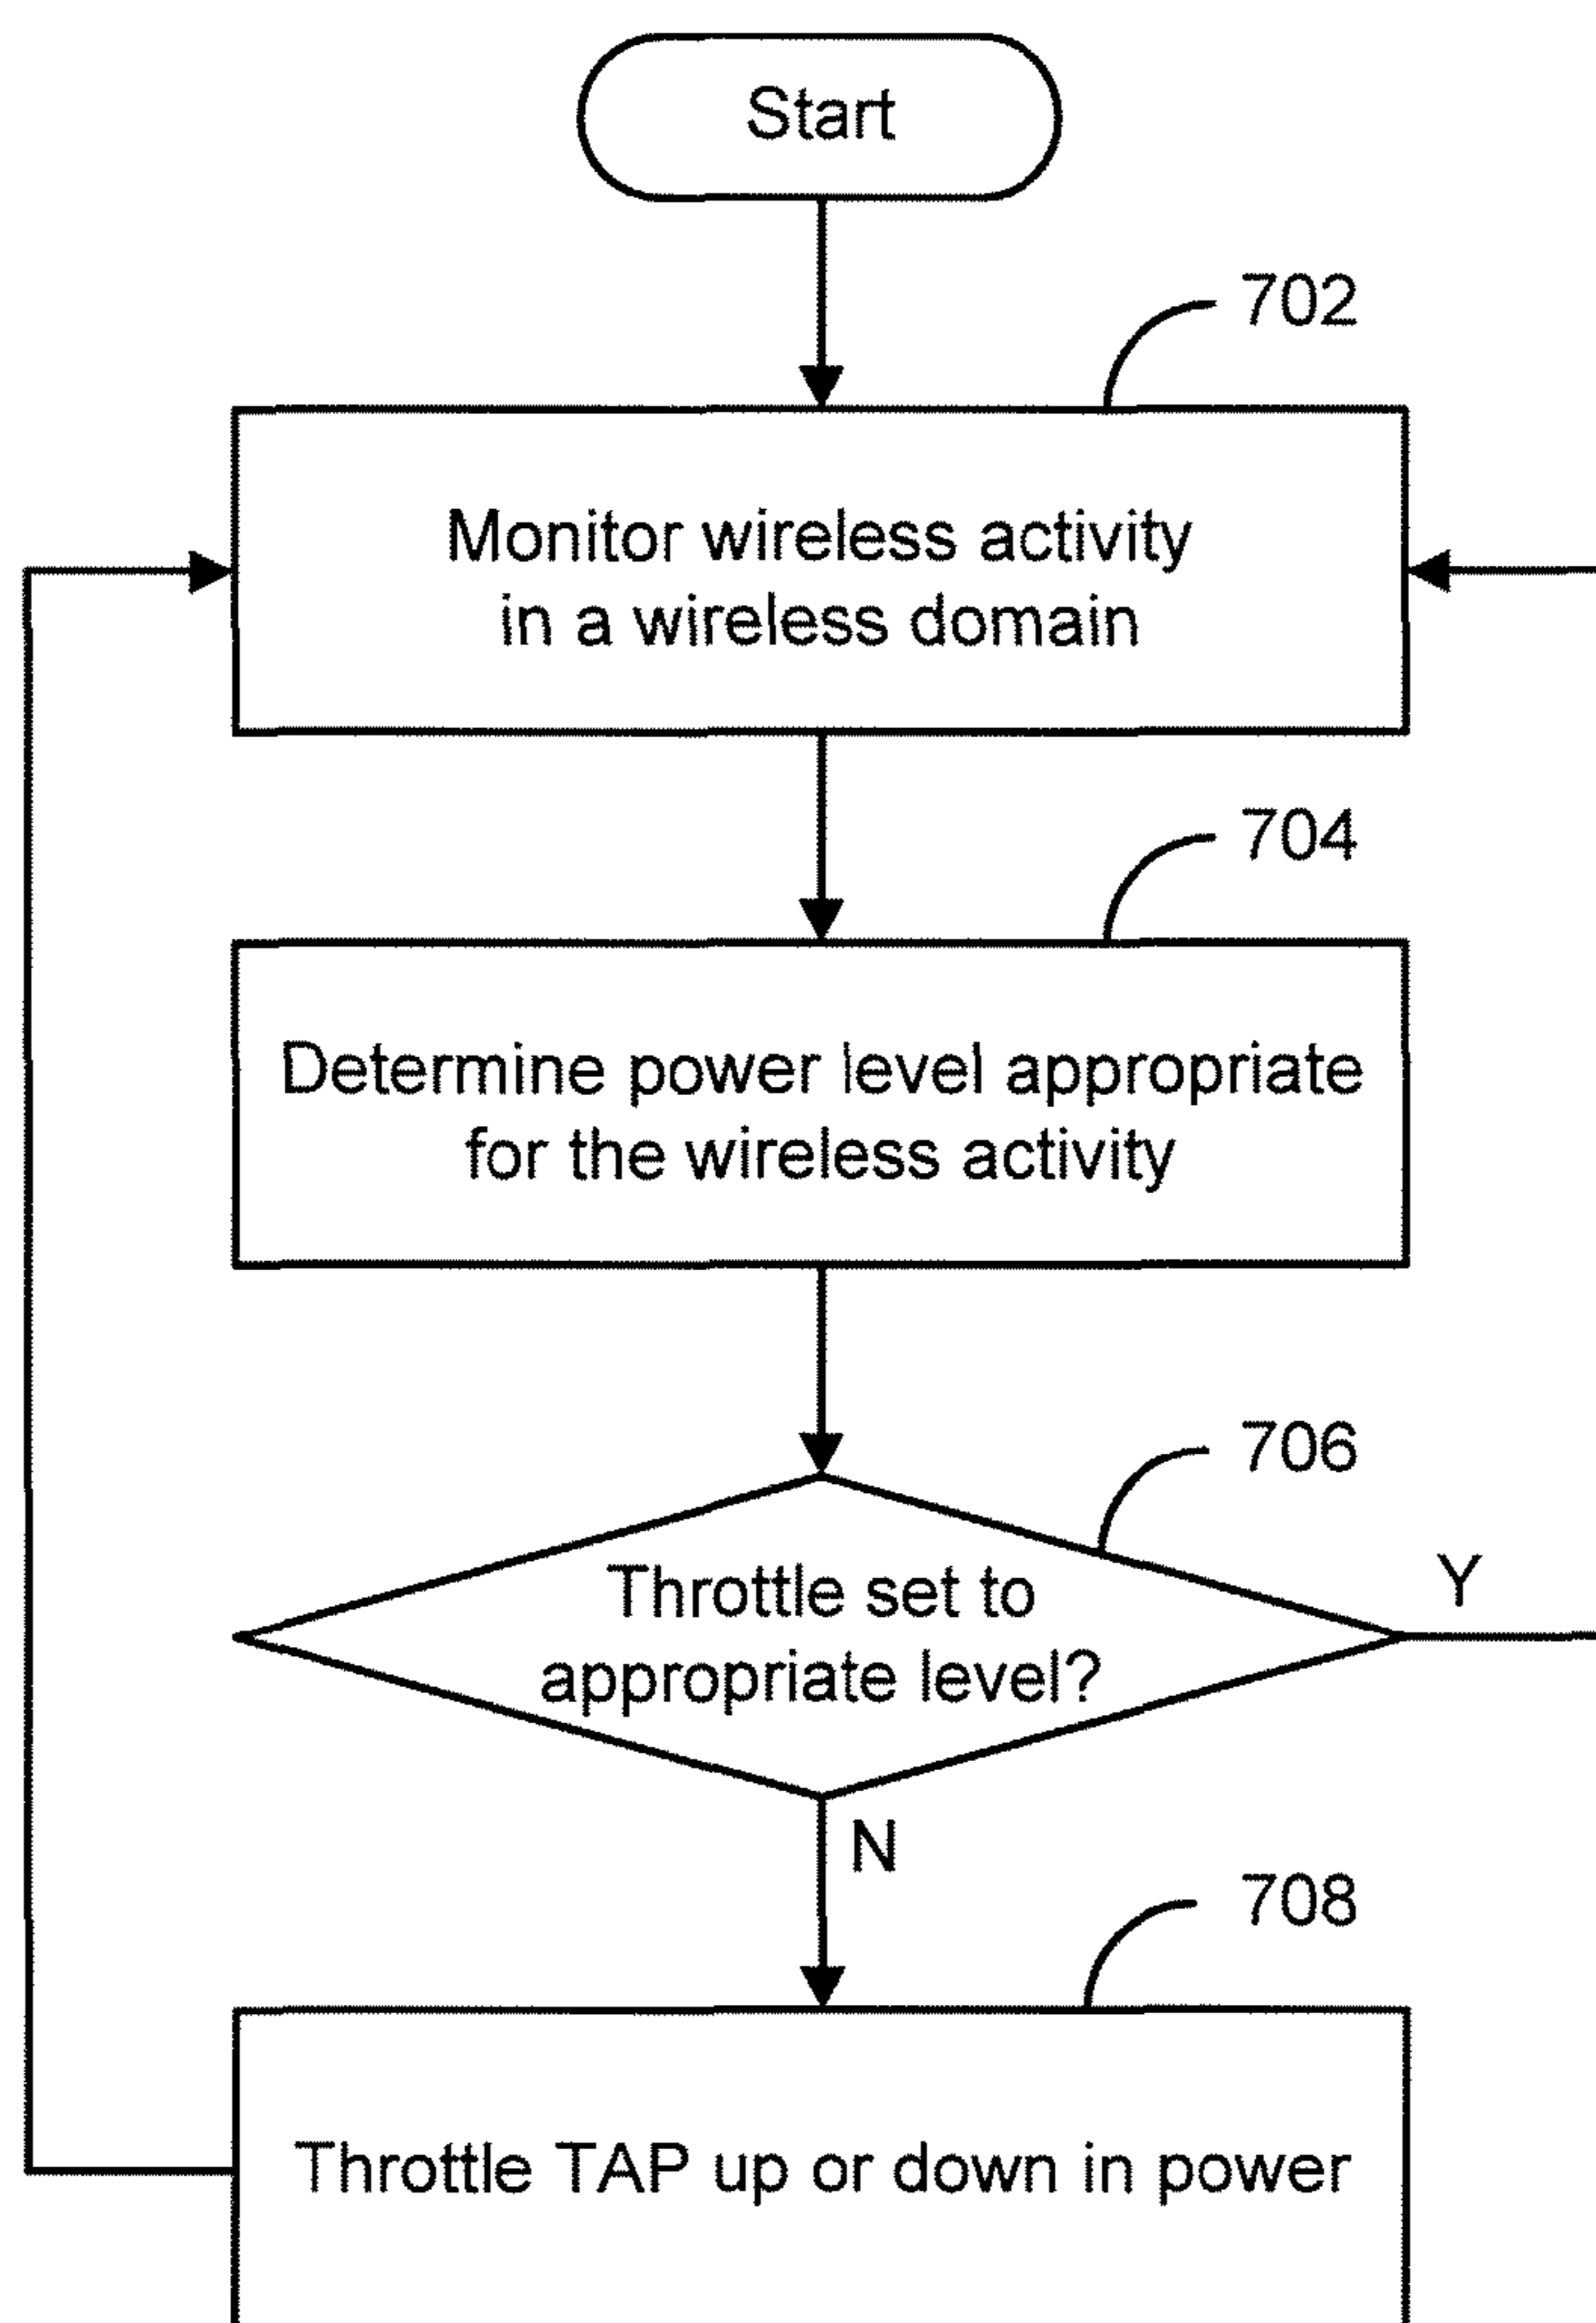 Start
702
Monitor wireless activity
in a wireless domain
704
Determine power level appropriate
for the wireless activity
706
Throttle set to
appropriate level?
Y
N
708
Throttle TAP up or down in power